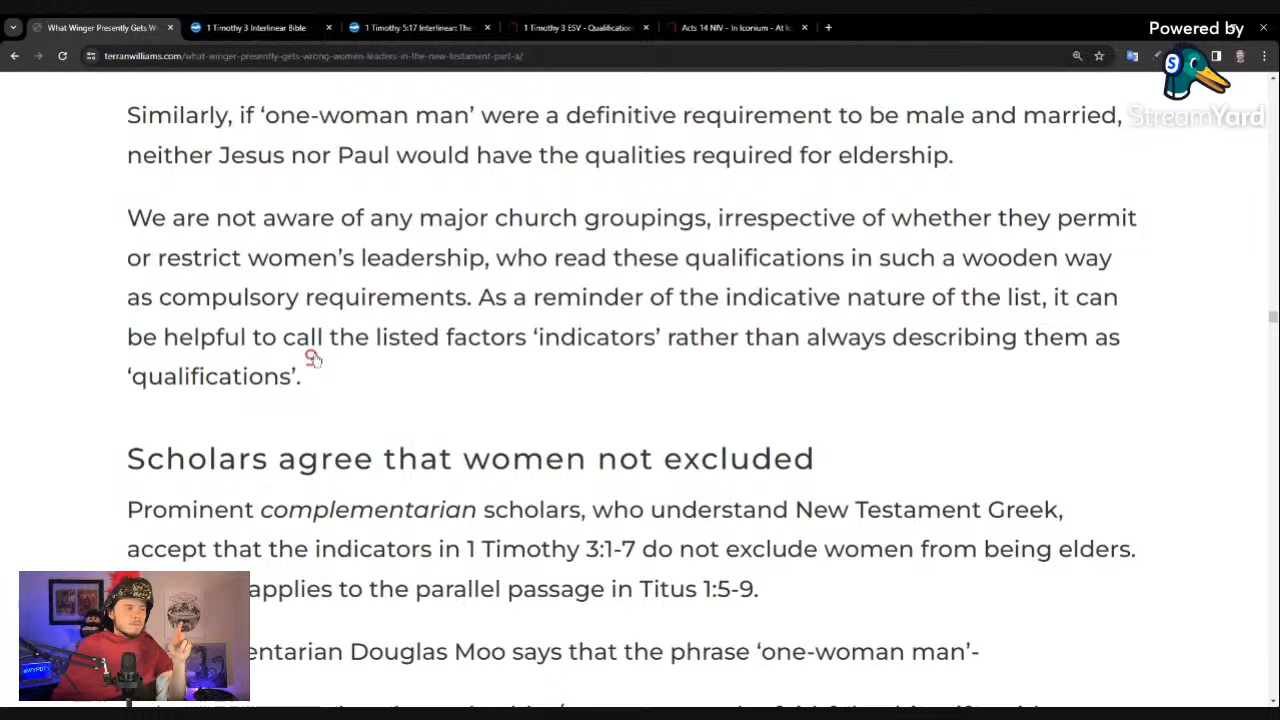 What Winger Presently Gets W
1 Timothy 3 Interlinear Bible
1 Timothy 5:17 Interlinear: The
1 Timothy 3 ESV - Qualification
Acts 14 NIV - In Iconium - At Ic
Powered by
terranwilliams.com/what-winger-presently-gets-wrong-women-leaders-in-the-new-testament-part-a/
StreamYard
Similarly, if ‘one-woman man’ were a definitive requirement to be male and married,
neither Jesus nor Paul would have the qualities required for eldership.
We are not aware of any major church groupings, irrespective of whether they permit
or restrict women’s leadership, who read these qualifications in such a wooden way
as compulsory requirements. As a reminder of the indicative nature of the list, it can
be helpful to call the listed factors ‘indicators’ rather than always describing them as
‘qualifications’. 9
Scholars agree that women not excluded
Prominent complementarian scholars, who understand New Testament Greek,
accept that the indicators in 1 Timothy 3:1-7 do not exclude women from being elders.
applies to the parallel passage in Titus 1:5-9.
entarian Douglas Moo says that the phrase ‘one-woman man’-